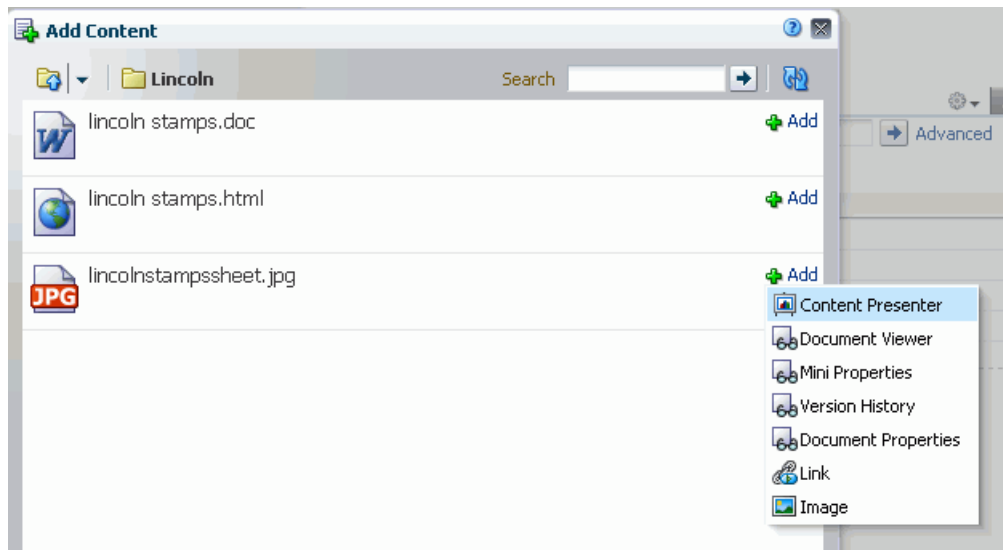 Add Content
Lincoln
Search
Advanced
W
lincoln stamps.doc
Add
lincoln stamps.html
Add
JPG
lincolnstampssheet.jpg
Add
Content Presenter
Document Viewer
Mini Properties
Version History
Document Properties
Link
Image